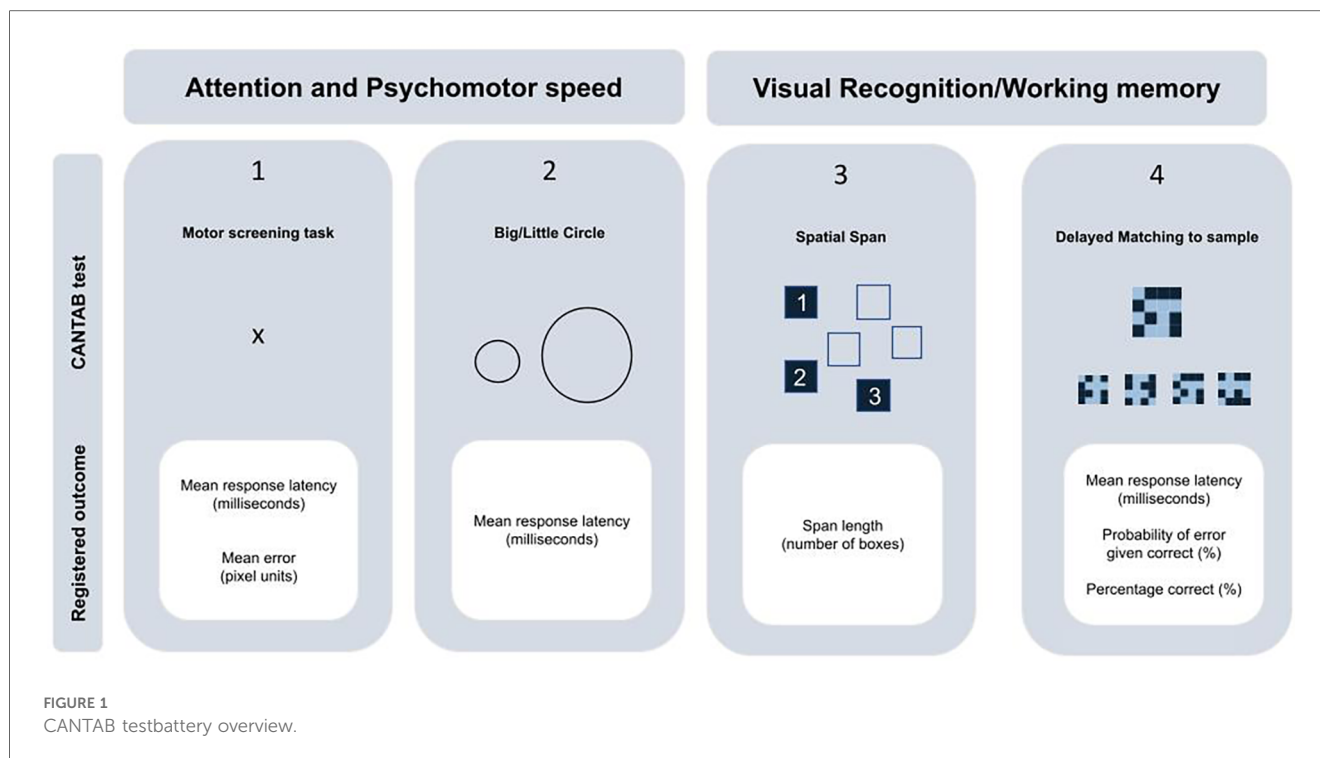 Attention and Psychomotor speed
Visual Recognition/Working memory
CANTAB test
Registered outcome
1
Motor screening task
x
Mean response latency
(milliseconds)
Mean error
(pixel units)
2
Big/Little Circle
Mean response latency
(milliseconds)
3
Spatial Span
1
2
3
Span length
(number of boxes)
4
Delayed Matching to sample
Mean response latency
(milliseconds)
Probability of error
given correct (%)
Percentage correct (%)
FIGURE 1
CANTAB testbattery overview.